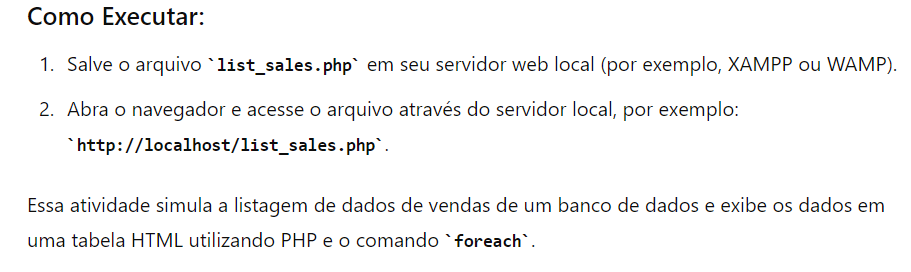 Como Executar:
1. Salve o arquivo `list_sales.php` em seu servidor web local (por exemplo, XAMPP ou WAMP).
2. Abra o navegador e acesse o arquivo através do servidor local, por exemplo:
`http://localhost/list_sales.php`.
Essa atividade simula a listagem de dados de vendas de um banco de dados e exibe os dados em
uma tabela HTML utilizando PHP e o comando `foreach`.